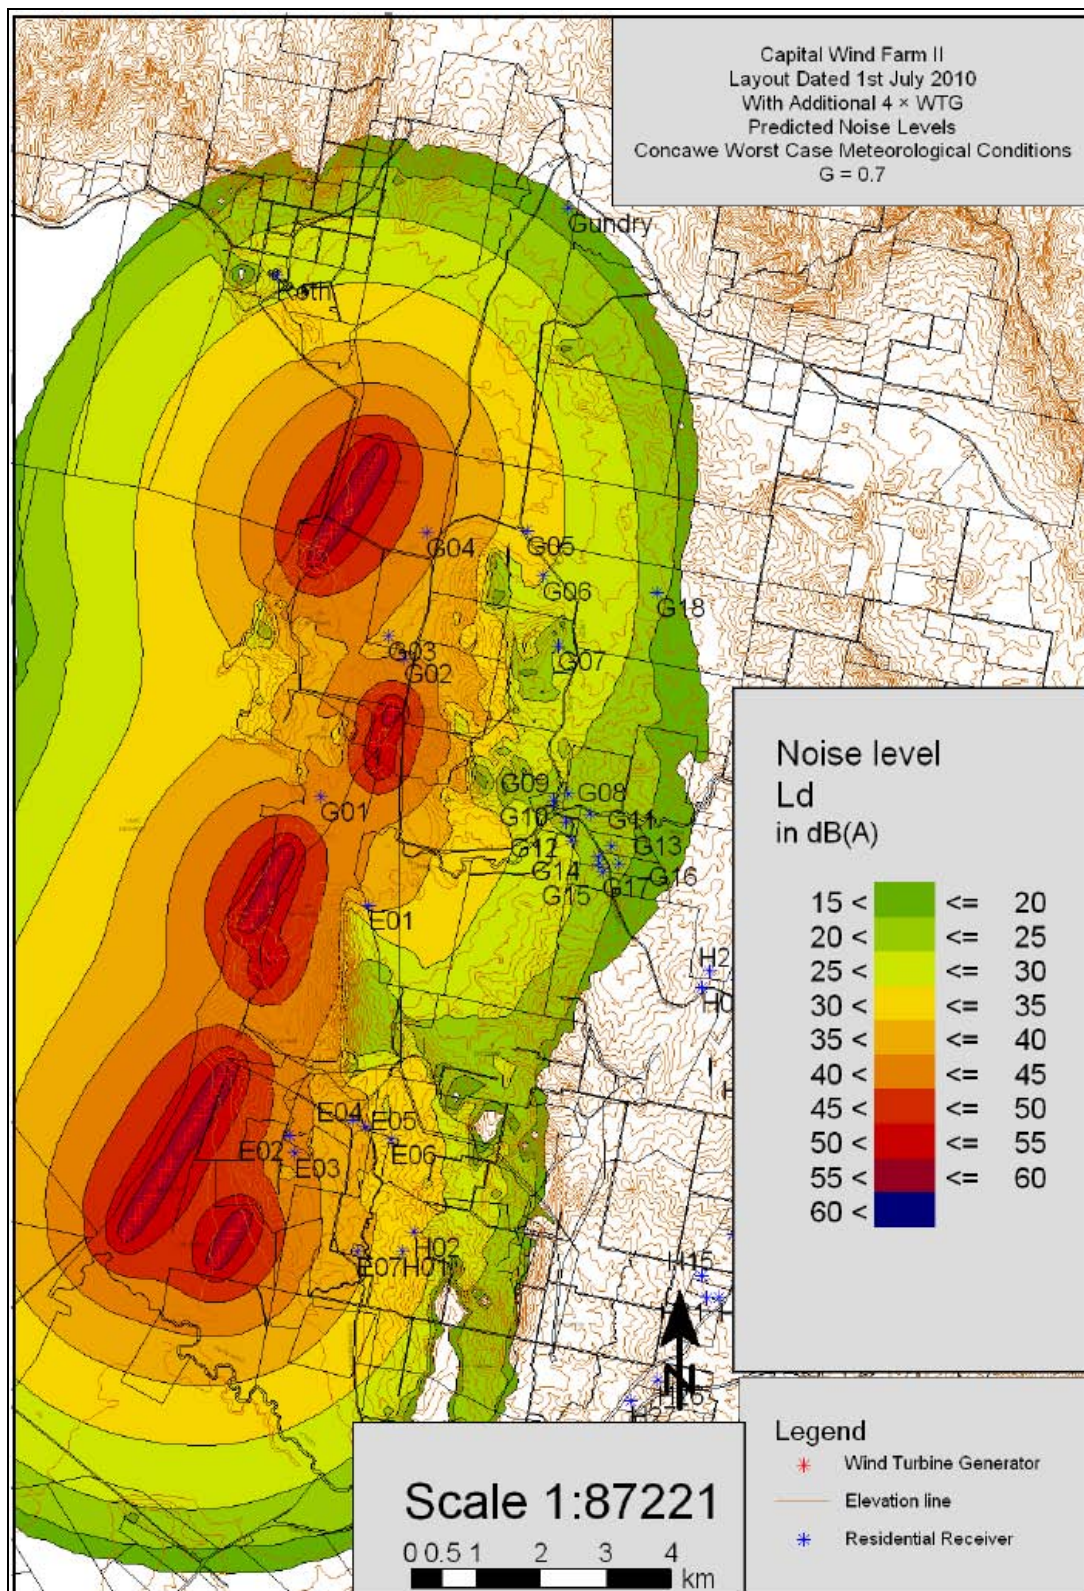 Capital Wind Farm II
Layout Dated 1st July 2010
With Additional 4 × WTG
Predicted Noise Levels
Concawe Worst Case Meteorological Conditions
G = 0.7
Gundry
Roth
G04
G05
G06
G18
G03
G02
G07
G09
G08
G01
G10
G11
G12
G13
G14
G16
G15
G17
E01
H2
H0
E04
E05
E02
E03
E06
H02
E07
H01
H15
Noise level
Ld
in dB(A)
15 < <= 20
20 < <= 25
25 < <= 30
30 < <= 35
35 < <= 40
40 < <= 45
45 < <= 50
50 < <= 55
55 < <= 60
60 <
N
Scale 1:87221
0 0.5 1 2 3 4
km
Legend
Wind Turbine Generator
Elevation line
Residential Receiver